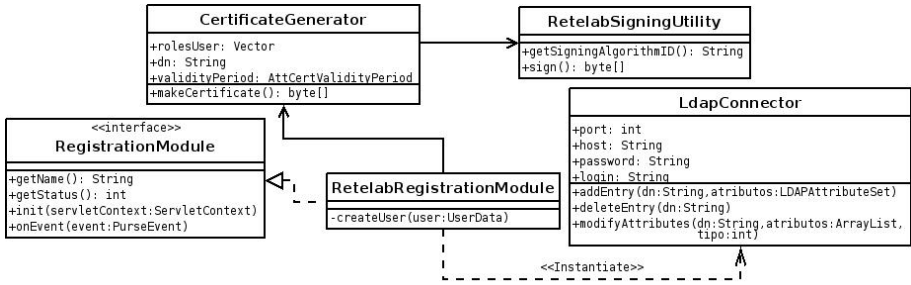 CertificateGenerator
+rolesUser: Vector
+dn: String
+validityPeriod: AttCertValidityPeriod
+makeCertificate(): byte[]
RetelabSigningUtility
+getSigningAlgorithmID(): String
+sign(): byte[]
<<interface>>
RegistrationModule
+getName(): String
+getStatus(): int
+init(servletContext:ServletContext)
+onEvent(event:PurseEvent)
RetelabRegistrationModule
-createUser(user:UserData)
LdapConnector
+port: int
+host: String
+password: String
+login: String
+addEntry(dn:String,atributos:LDAPAttributeSet)
+deleteEntry(dn:String)
+modifyAttributes(dn:String,atributos:ArrayList,
tipo:int)
<<Instantiate>>